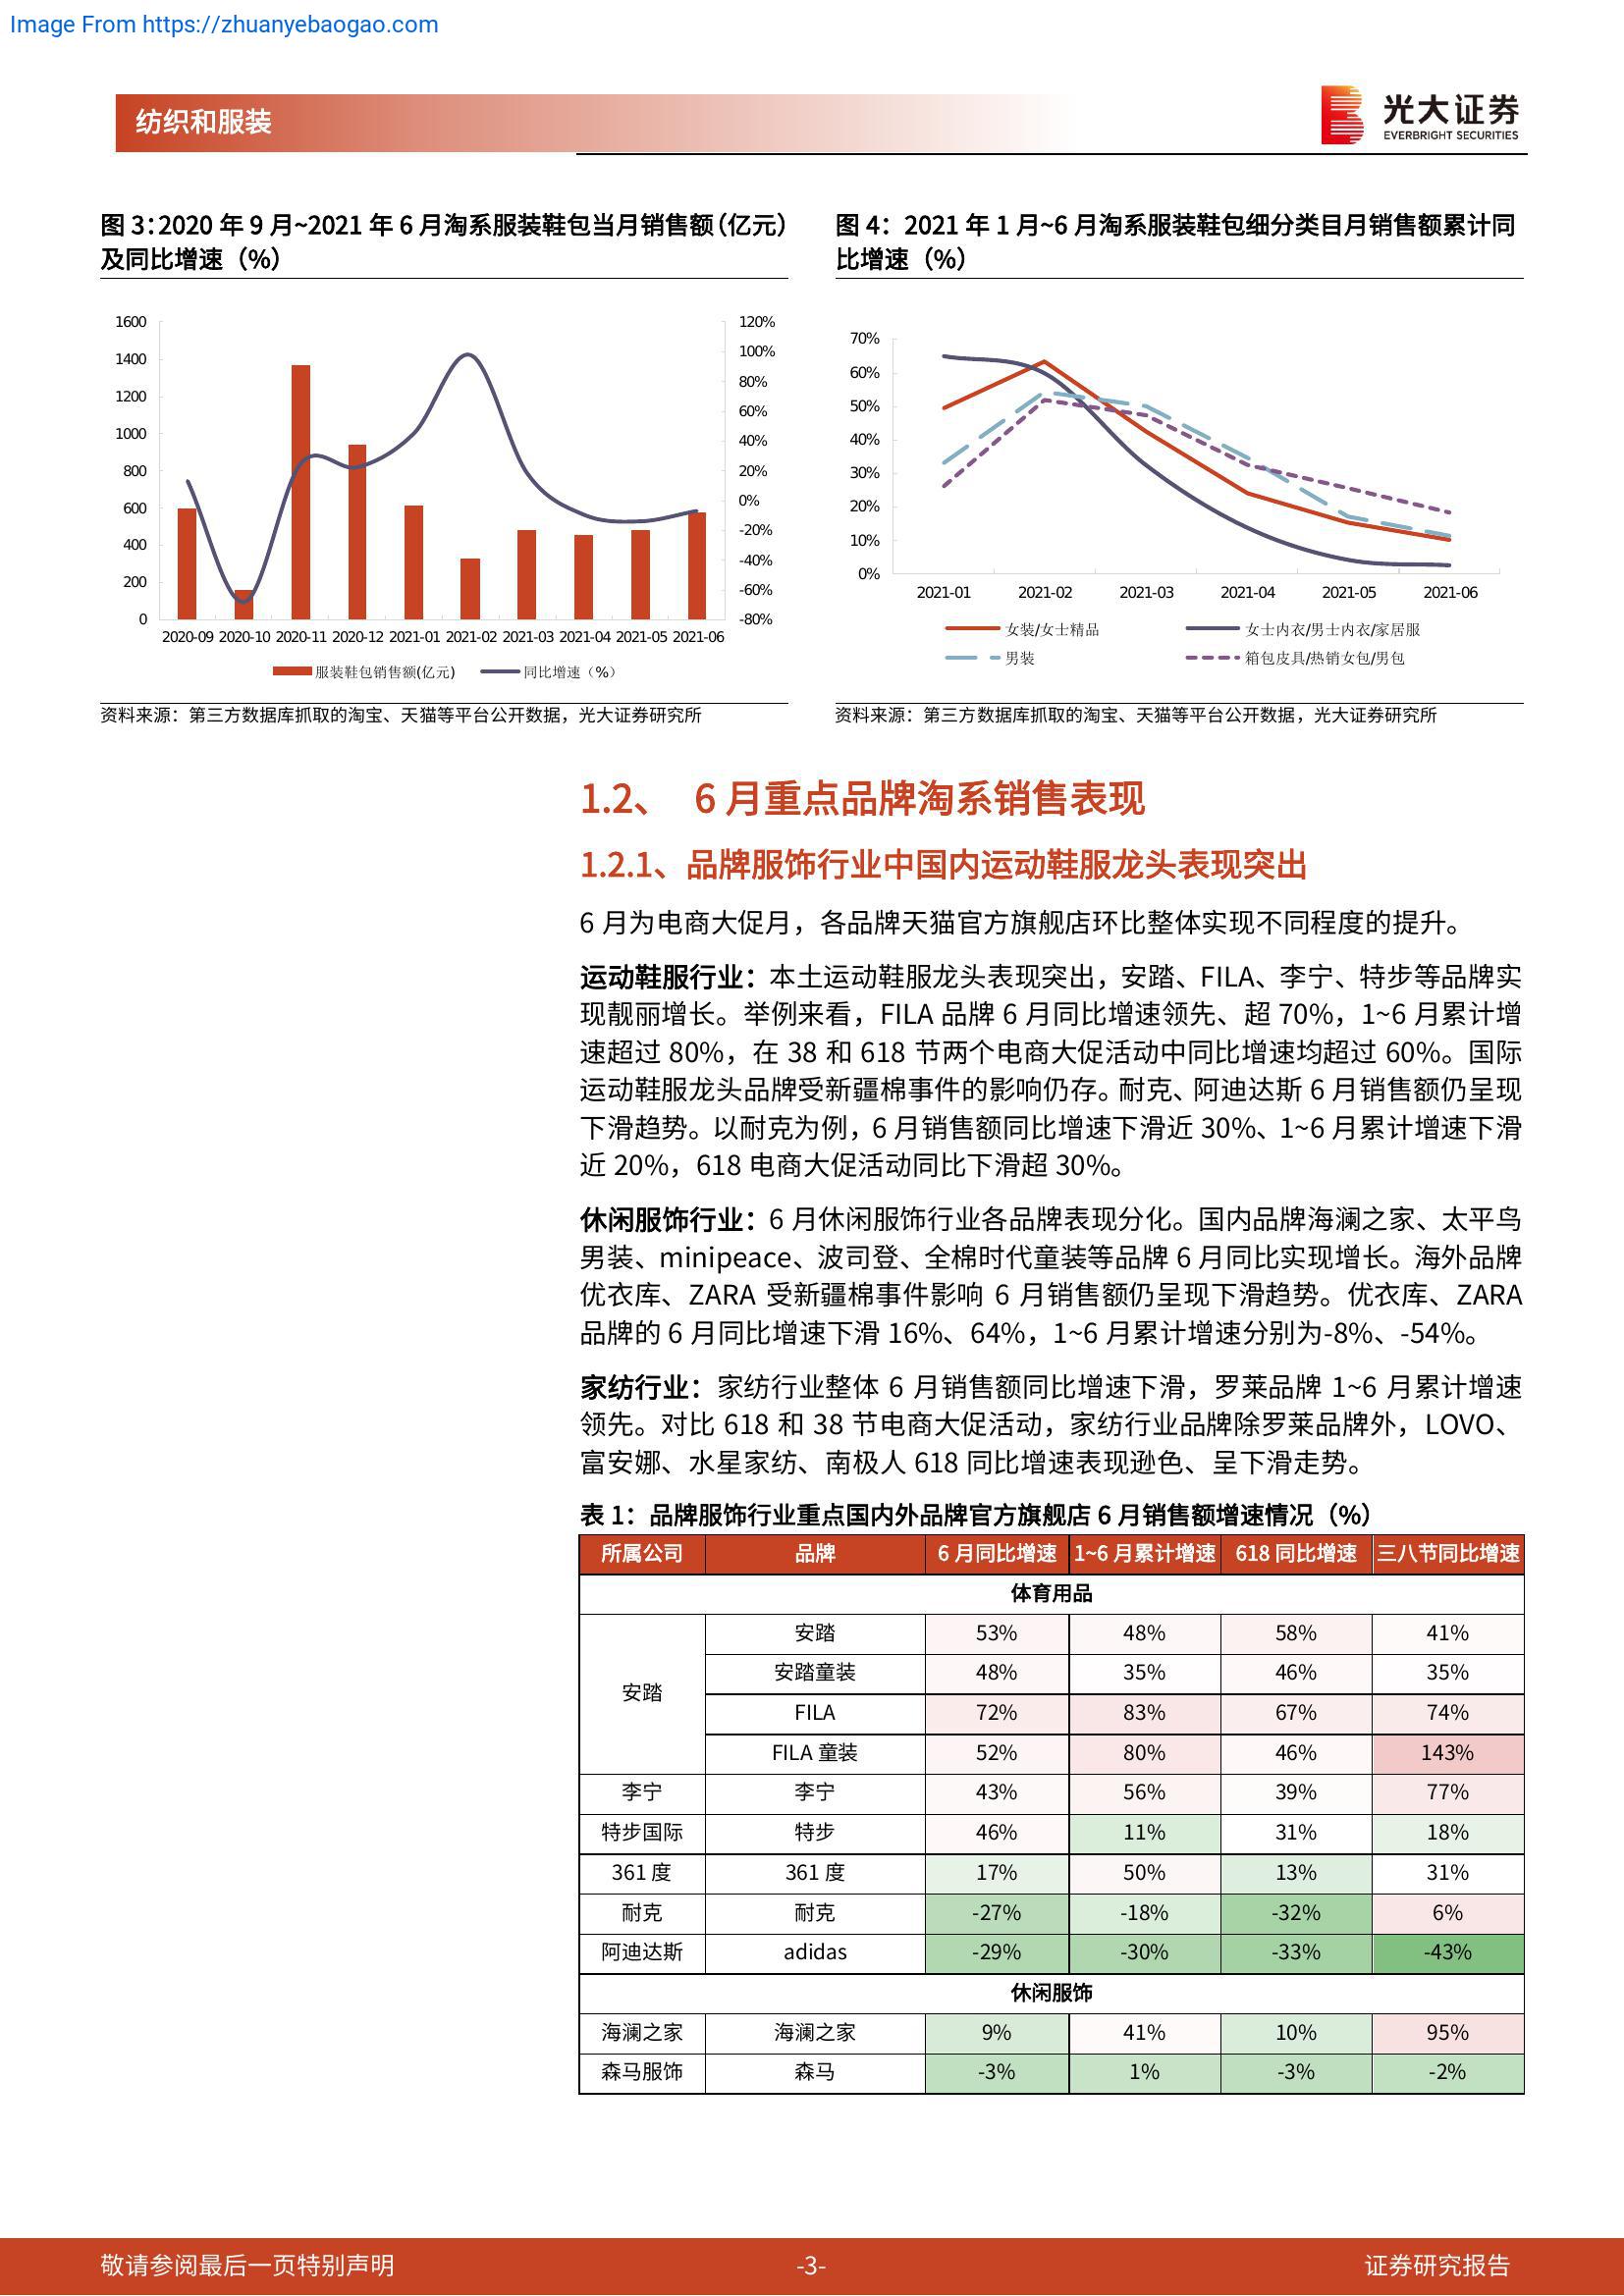 Image From https://zhuanyebaogao.com
纺织和服装
光大证券
EVERBRIGHT SECURITIES
图 3：2020 年 9 月~2021 年 6 月淘系服装鞋包当月销售额（亿元）
及同比增速（%）
1600
1400
1200
1000
800
600
400
200
0
120%
100%
80%
60%
40%
20%
0%
-20%
-40%
-60%
-80%
2020-09 2020-10 2020-11 2020-12 2021-01 2021-02 2021-03 2021-04 2021-05 2021-06
服装鞋包销售额(亿元) 同比增速（%）
资料来源：第三方数据库抓取的淘宝、天猫等平台公开数据，光大证券研究所
图 4：2021 年 1 月~6 月淘系服装鞋包细分类目月销售额累计同
比增速（%）
70%
60%
50%
40%
30%
20%
10%
0%
2021-01 2021-02 2021-03 2021-04 2021-05 2021-06
女装/女士精品 女士内衣/男士内衣/家居服
男装 箱包皮具/热销女包/男包
资料来源：第三方数据库抓取的淘宝、天猫等平台公开数据，光大证券研究所
1.2、 6 月重点品牌淘系销售表现
1.2.1、品牌服饰行业中国内运动鞋服龙头表现突出
6 月为电商大促月，各品牌天猫官方旗舰店环比整体实现不同程度的提升。
运动鞋服行业：本土运动鞋服龙头表现突出，安踏、FILA、李宁、特步等品牌实
现靓丽增长。举例来看，FILA 品牌 6 月同比增速领先、超 70%，1~6 月累计增
速超过 80%，在 38 和 618 节两个电商大促活动中同比增速均超过 60%。国际
运动鞋服龙头品牌受新疆棉事件的影响仍存。耐克、阿迪达斯 6 月销售额仍呈现
下滑趋势。以耐克为例，6 月销售额同比增速下滑近 30%、1~6 月累计增速下滑
近 20%，618 电商大促活动同比下滑超 30%。
休闲服饰行业：6 月休闲服饰行业各品牌表现分化。国内品牌海澜之家、太平鸟
男装、minipeace、波司登、全棉时代童装等品牌 6 月同比实现增长。海外品牌
优衣库、ZARA 受新疆棉事件影响 6 月销售额仍呈现下滑趋势。优衣库、ZARA
品牌的 6 月同比增速下滑 16%、64%，1~6 月累计增速分别为-8%、-54%。
家纺行业：家纺行业整体 6 月销售额同比增速下滑，罗莱品牌 1~6 月累计增速
领先。对比 618 和 38 节电商大促活动，家纺行业品牌除罗莱品牌外，LOVO、
富安娜、水星家纺、南极人 618 同比增速表现逊色、呈下滑走势。
表 1：品牌服饰行业重点国内外品牌官方旗舰店 6 月销售额增速情况（%）
所属公司 品牌 6 月同比增速 1~6 月累计增速 618 同比增速 三八节同比增速
体育用品
安踏 安踏 53% 48% 58% 41%
安踏童装 48% 35% 46% 35%
FILA 72% 83% 67% 74%
FILA 童装 52% 80% 46% 143%
李宁 李宁 43% 56% 39% 77%
特步国际 特步 46% 11% 31% 18%
361 度 361 度 17% 50% 13% 31%
耐克 耐克 -27% -18% -32% 6%
阿迪达斯 adidas -29% -30% -33% -43%
休闲服饰
海澜之家 海澜之家 9% 41% 10% 95%
森马服饰 森马 -3% 1% -3% -2%
敬请参阅最后一页特别声明 -3- 证券研究报告